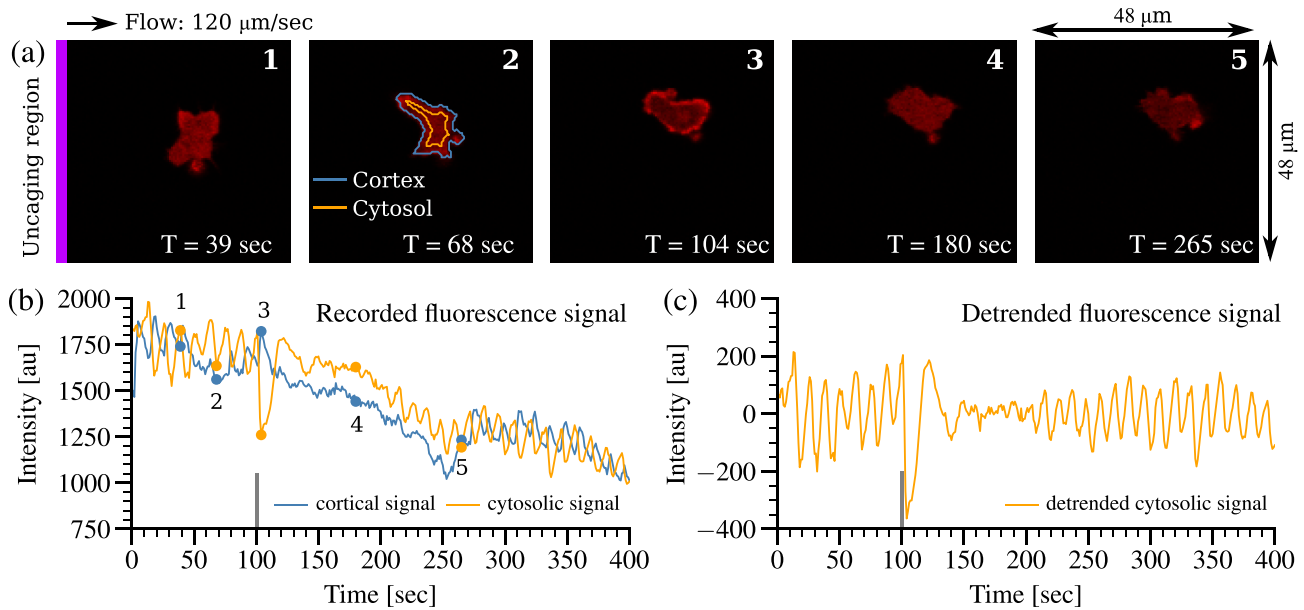 Flow: 120 μm/sec
48 μm
(a)
Uncaging region
1
2
3
4
5
48 μm
Cortex
Cytosol
T = 39 sec
T = 68 sec
T = 104 sec
T = 180 sec
T = 265 sec
(b)
Recorded fluorescence signal
Intensity [au]
2000
1750
1500
1250
1000
750
1
2
3
4
5
cortical signal
cytosolic signal
0
50
100
150
200
250
300
350
400
Time [sec]
(c)
Detrended fluorescence signal
Intensity [au]
400
200
0
−200
−400
detrended cytosolic signal
0
50
100
150
200
250
300
350
400
Time [sec]